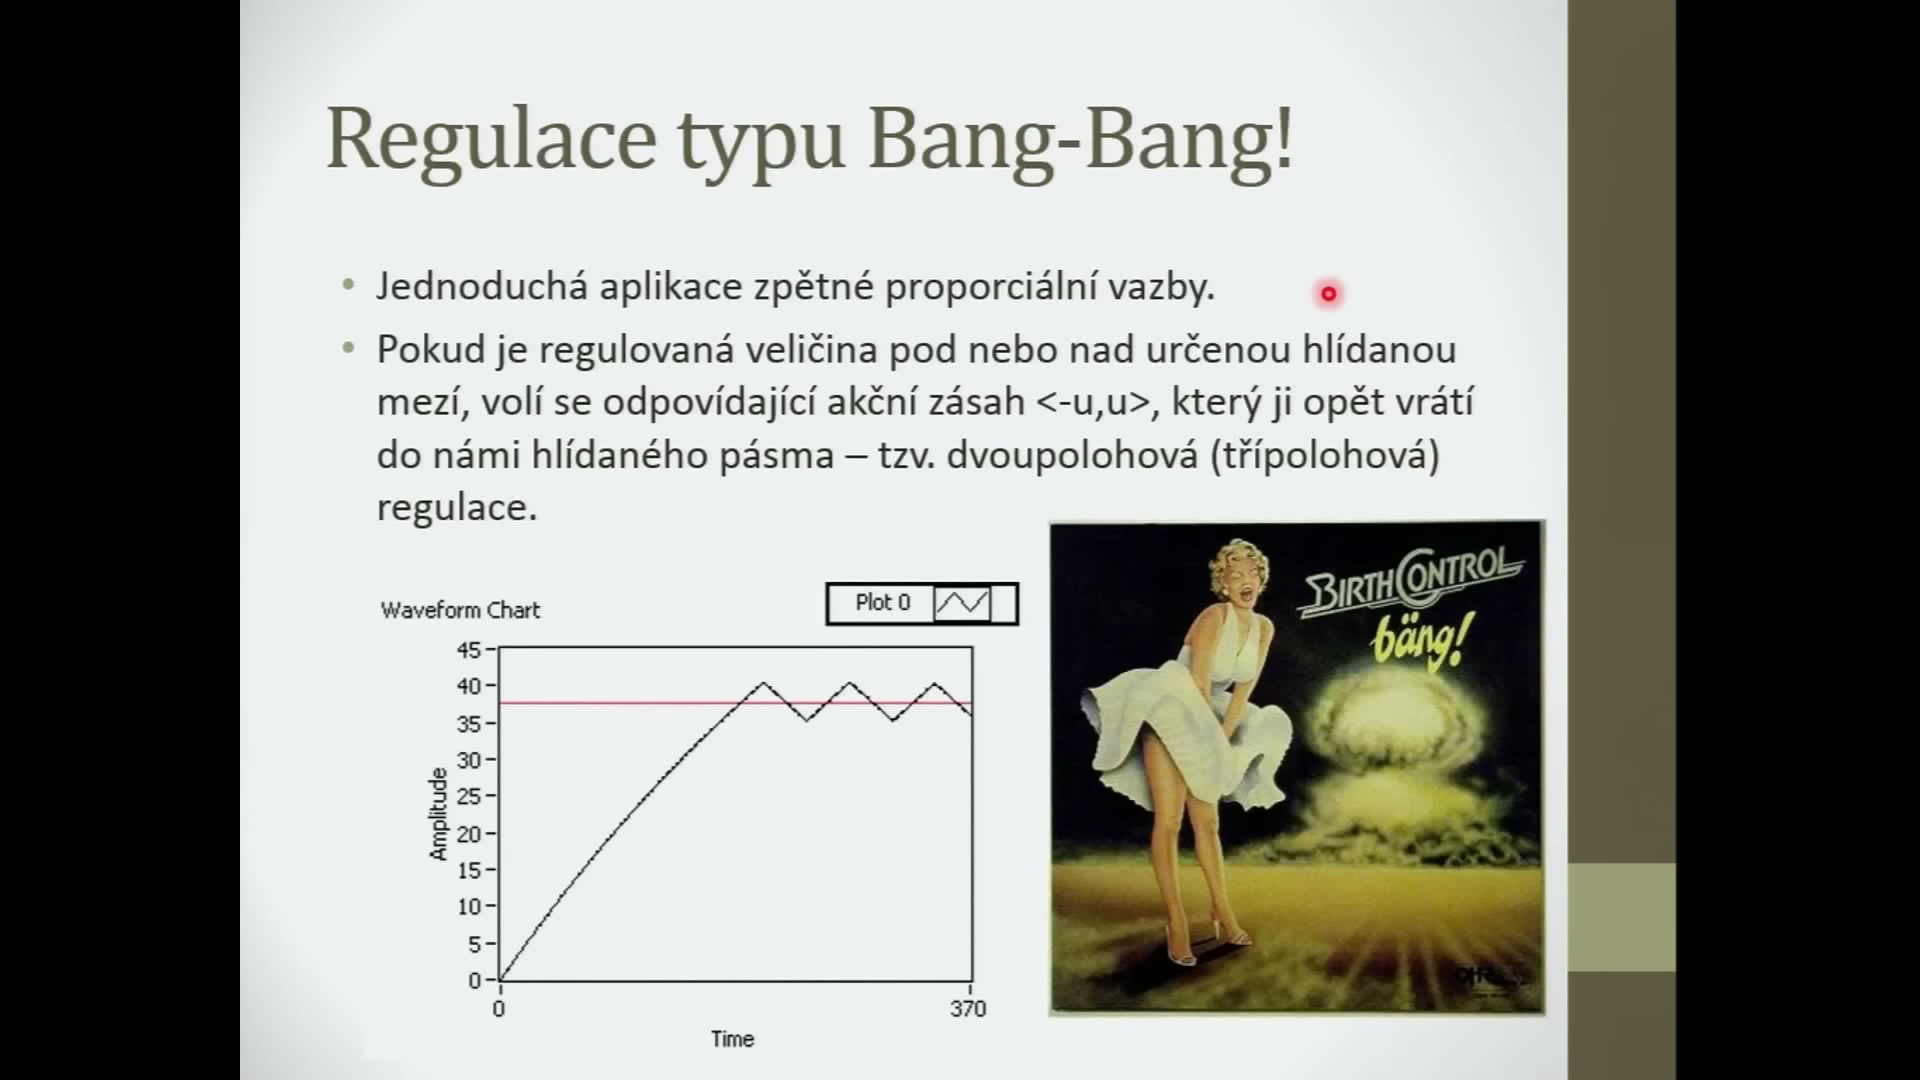 Regulace typu Bang-Bang!
• Jednoduchá aplikace zpětné proporciální vazby.
• Pokud je regulovaná veličina pod nebo nad určenou hlídanou
mezí, volí se odpovídající akční zásah <-u,u>, který ji opět vrátí
do námi hlídaného pásma – tzv. dvoupolohová (třípolohová)
regulace.
Waveform Chart
Plot 0
45
40
35
30
25
20
15
10
5
0
Amplitude
0
370
Time
BIRTH CONTROL
bäng!